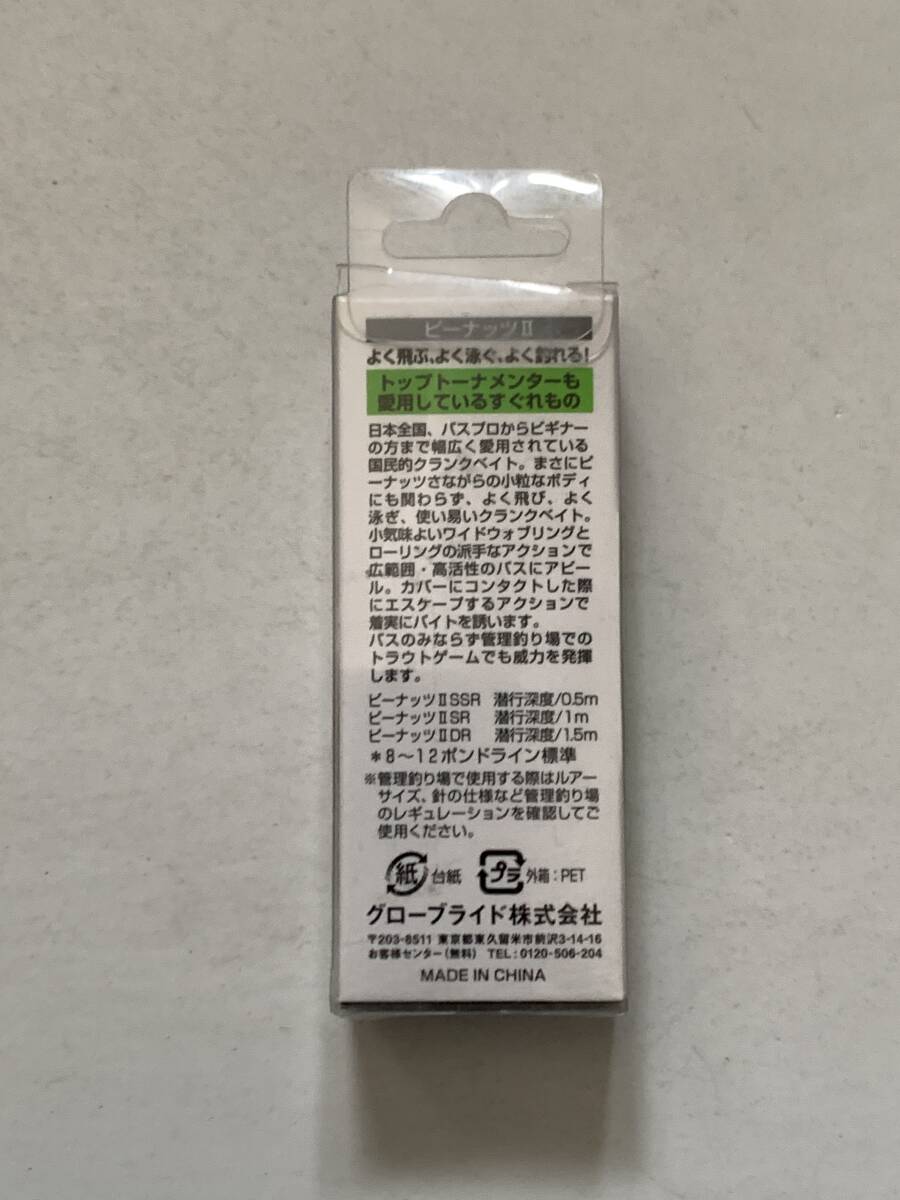 ピーナッツⅡ
よく飛ぶ、よく泳ぐ、よく釣れる!
トップトーナメンターも
愛用しているすぐれもの
日本全国、バスプロからビギナー
の方まで幅広く愛用されている
国民的クランクベイト。まさにピ
ーナッツさながらの小粒なボディ
にも関わらず、よく飛び、よく
泳ぎ、使い易いクランクベイト。
小気味よいワイドウォブリングと
ローリングの派手なアクションで
広範囲・高活性のバスにアピー
ル。カバーにコンタクトした際
にエスケープするアクションで
着実にバイトを誘います。
バスのみならず管理釣り場での
トラウトゲームでも威力を発揮
します。
ピーナッツⅡSSR 潜行深度/0.5m
ピーナッツⅡSR 潜行深度/1m
ピーナッツⅡDR 潜行深度/1.5m
*8～12ポンドライン標準
※管理釣り場で使用する際はルアー
サイズ、針の仕様など管理釣り場
のレギュレーションを確認してご
使用ください。
紙 台紙 プラ 外箱:PET
グローブライド株式会社
〒203-8511 東京都東久留米市前沢3-14-16
お客様センター(無料) TEL:0120-506-204
MADE IN CHINA